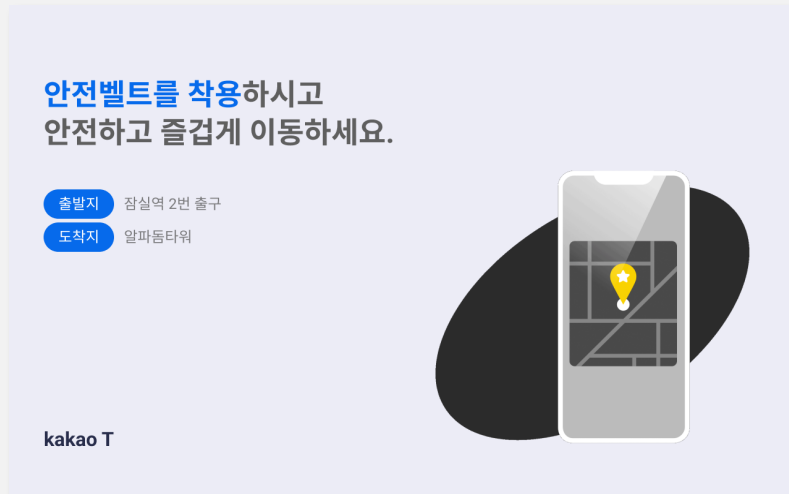 안전벨트를 착용하시고
안전하고 즐겁게 이동하세요.
출발지 잠실역 2번 출구
도착지 알파돔타워
kakao T